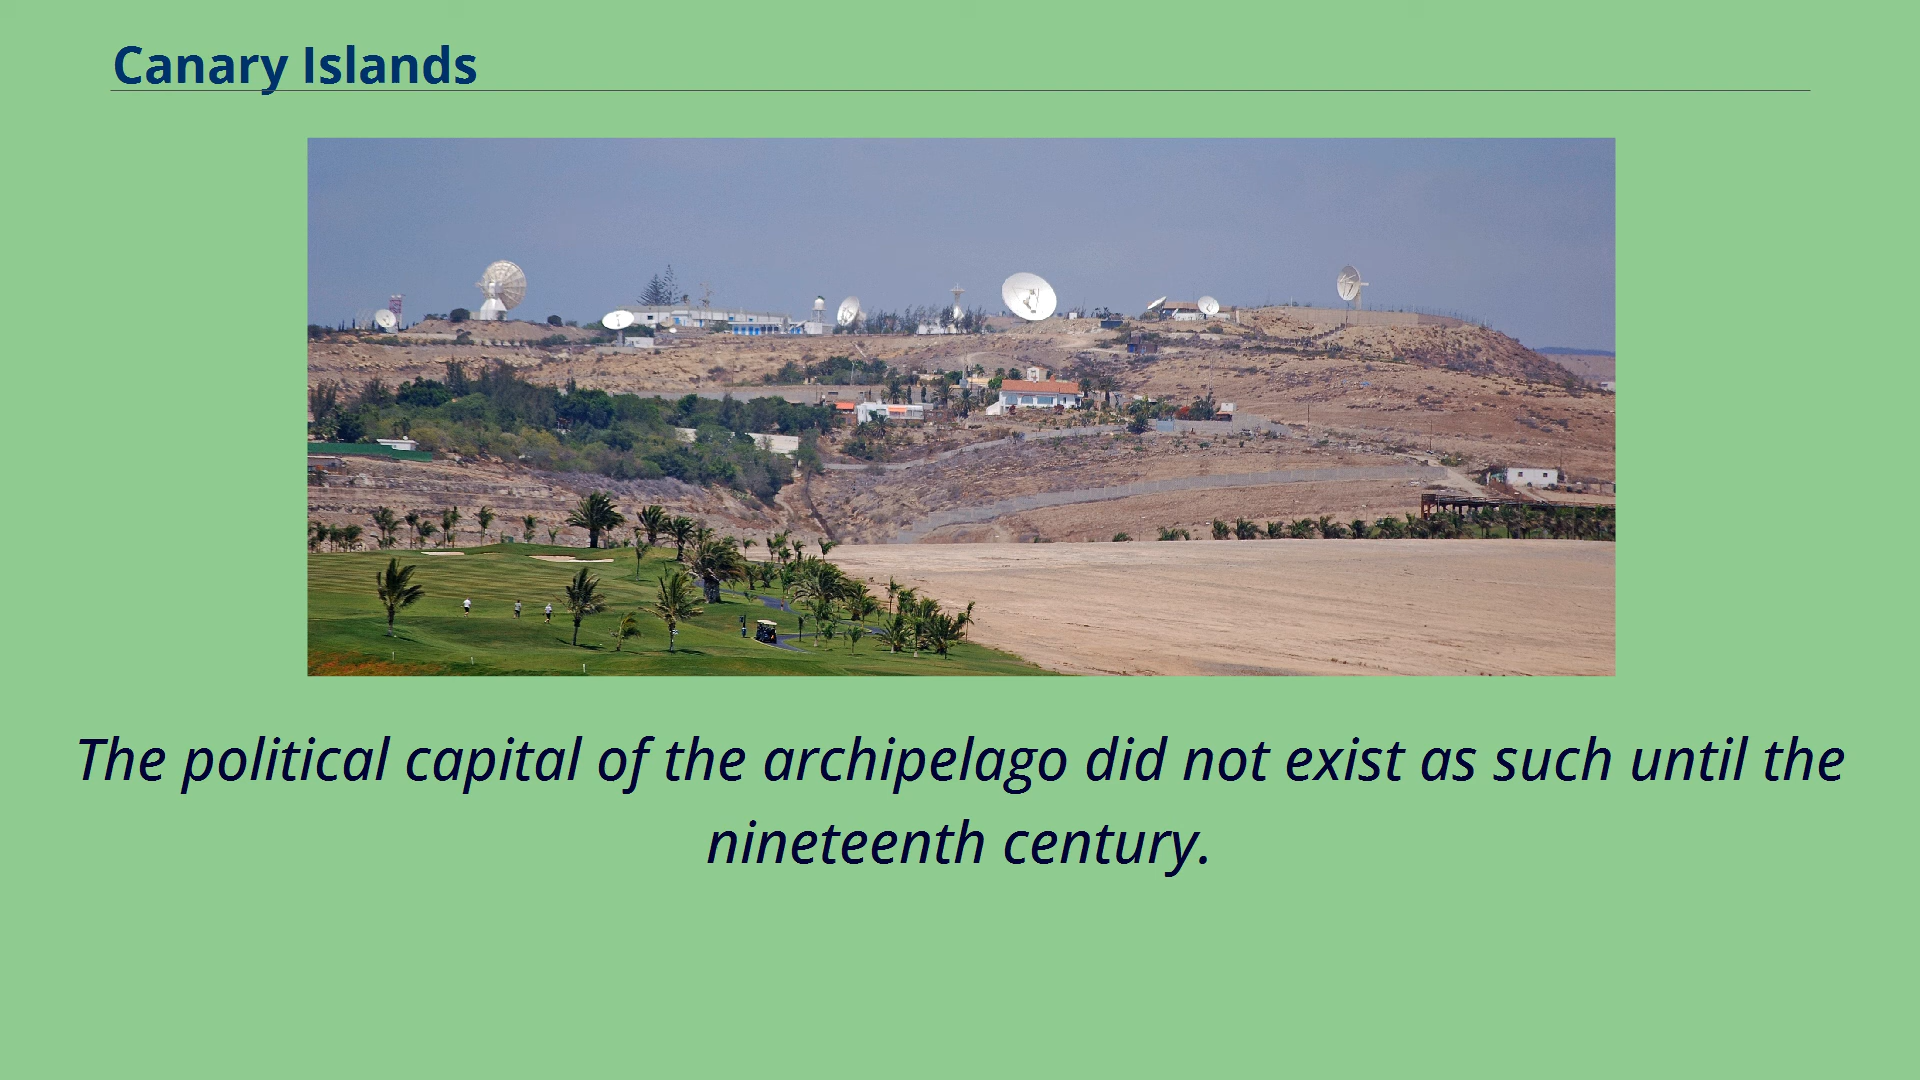 Canary Islands
The political capital of the archipelago did not exist as such until the
nineteenth century.